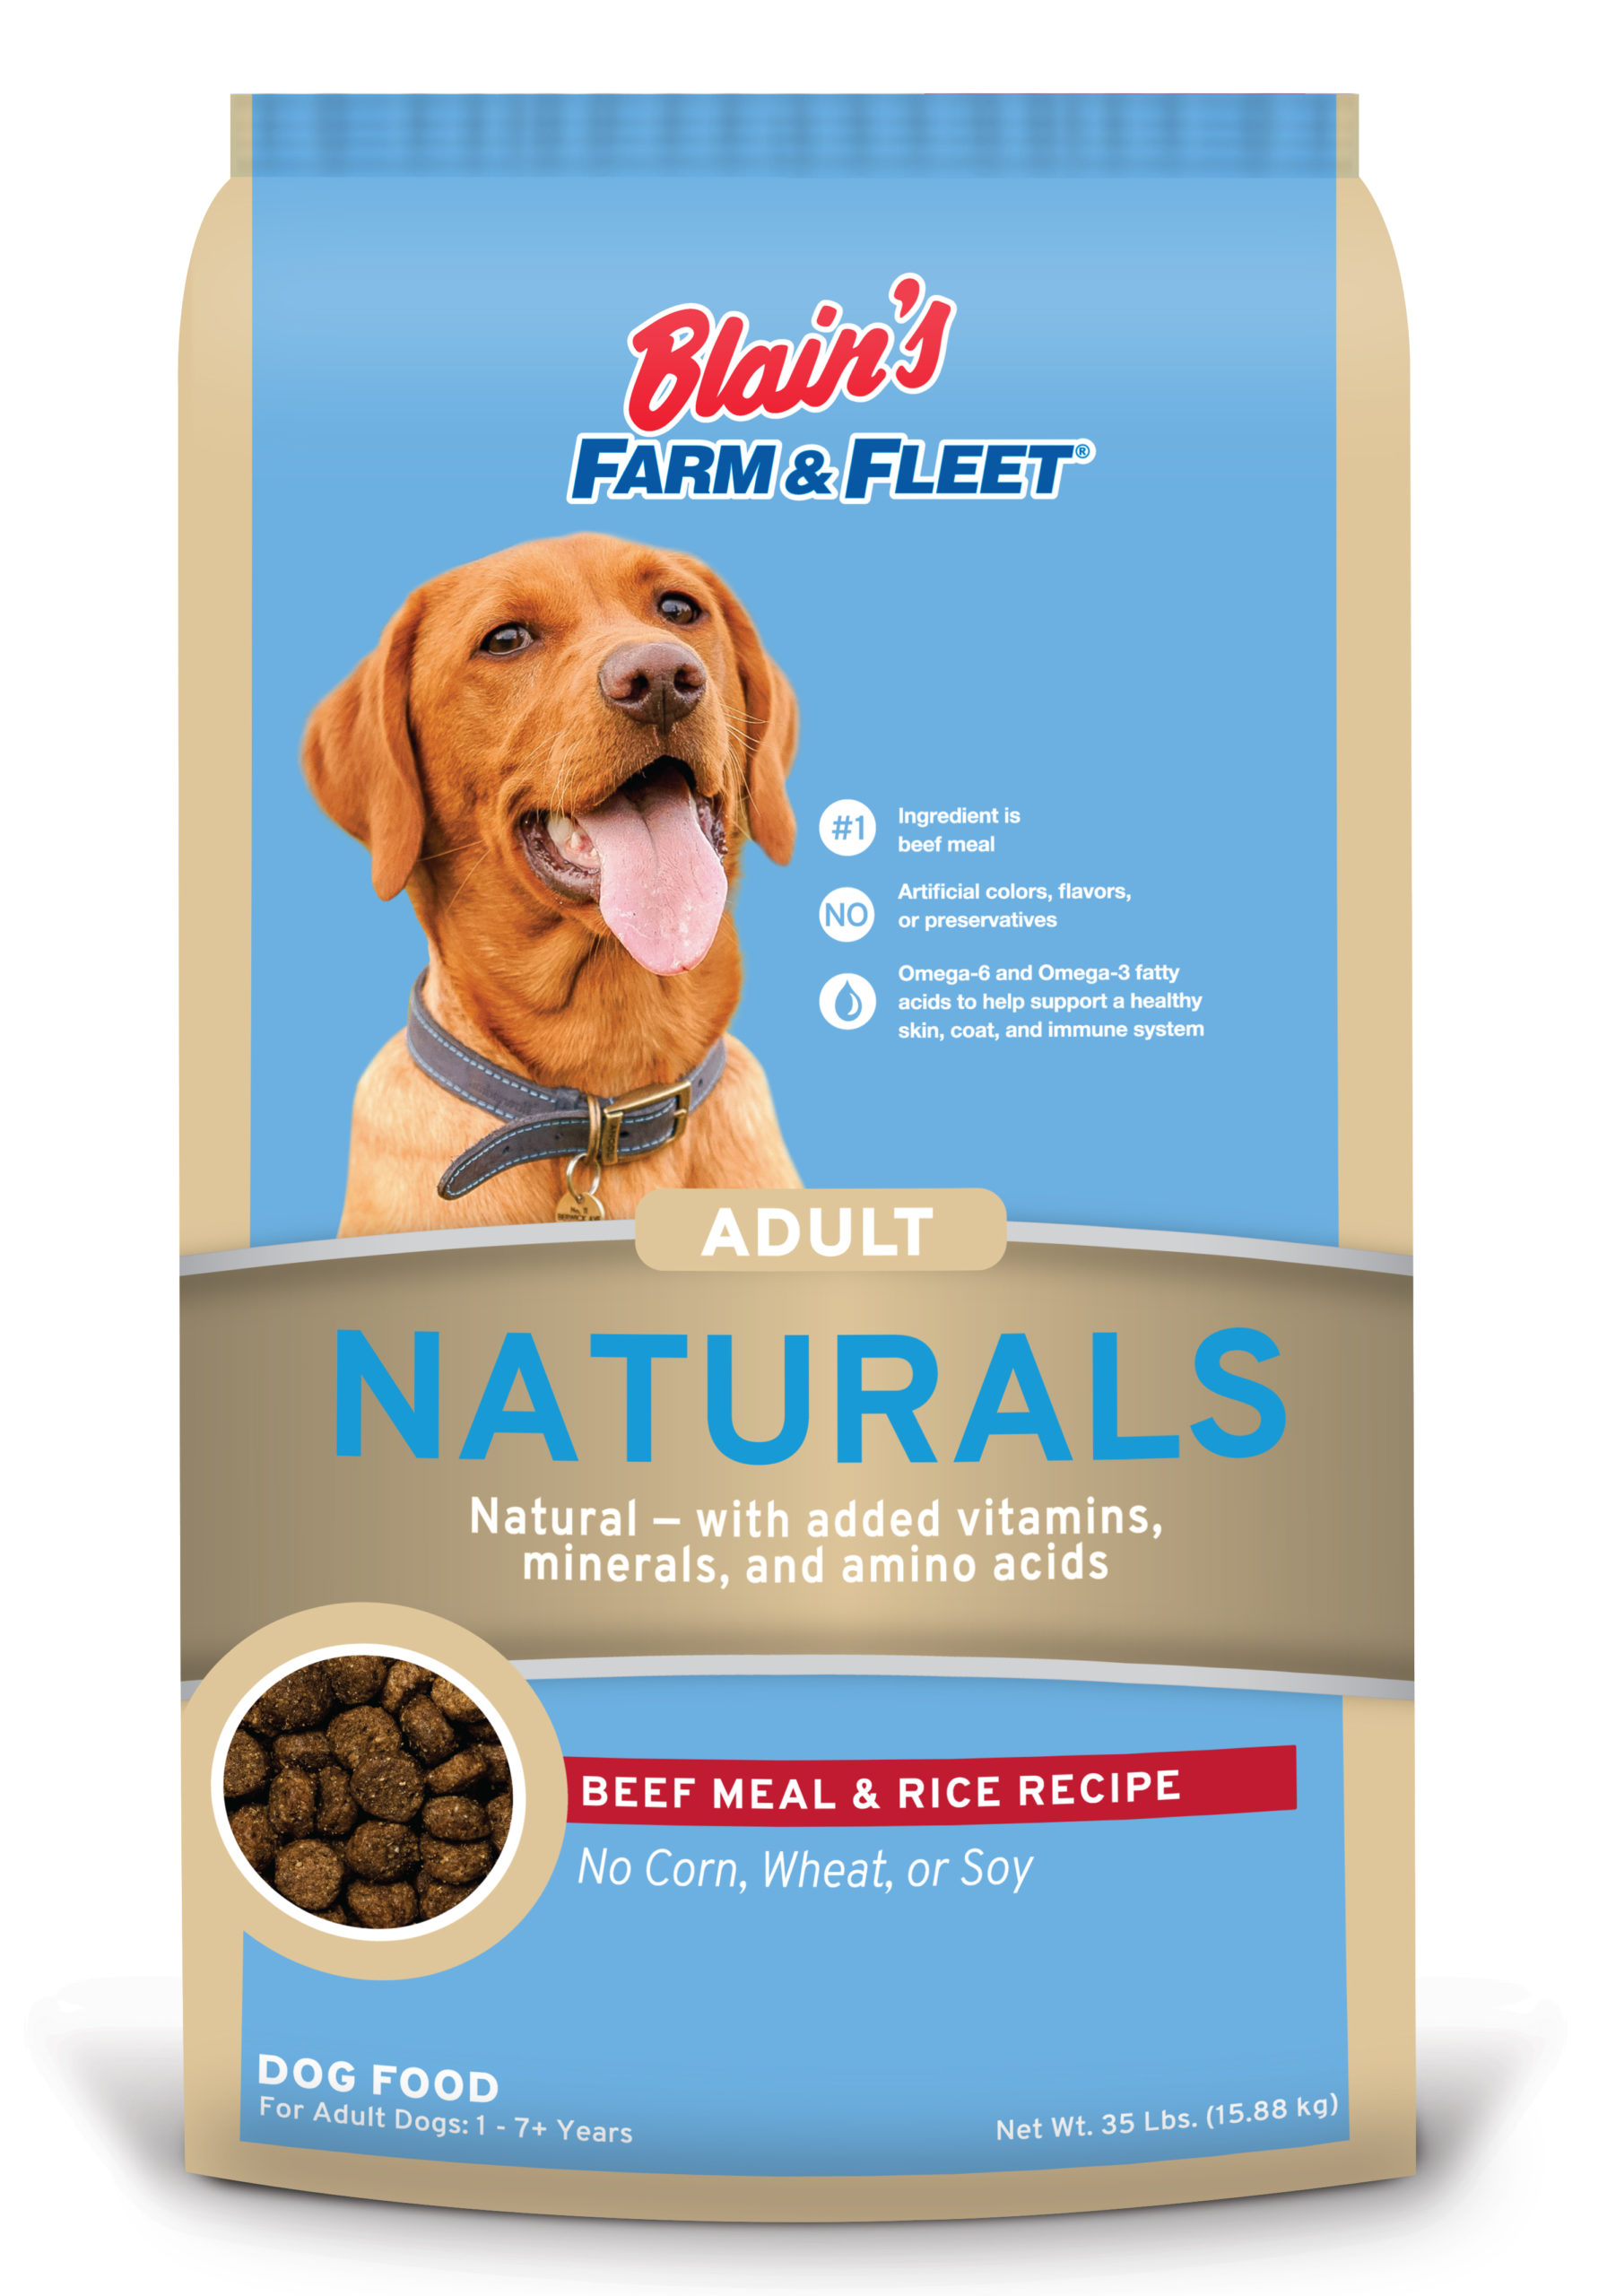 Blain's
FARM & FLEET®
#1
Ingredient is
beef meal
NO
Artificial colors, flavors,
or preservatives
Omega-6 and Omega-3 fatty
acids to help support a healthy
skin, coat, and immune system
ADULT
NATURALS
Natural – with added vitamins,
minerals, and amino acids
BEEF MEAL & RICE RECIPE
No Corn, Wheat, or Soy
DOG FOOD
For Adult Dogs: 1 - 7+ Years
Net Wt. 35 Lbs. (15.88 kg)